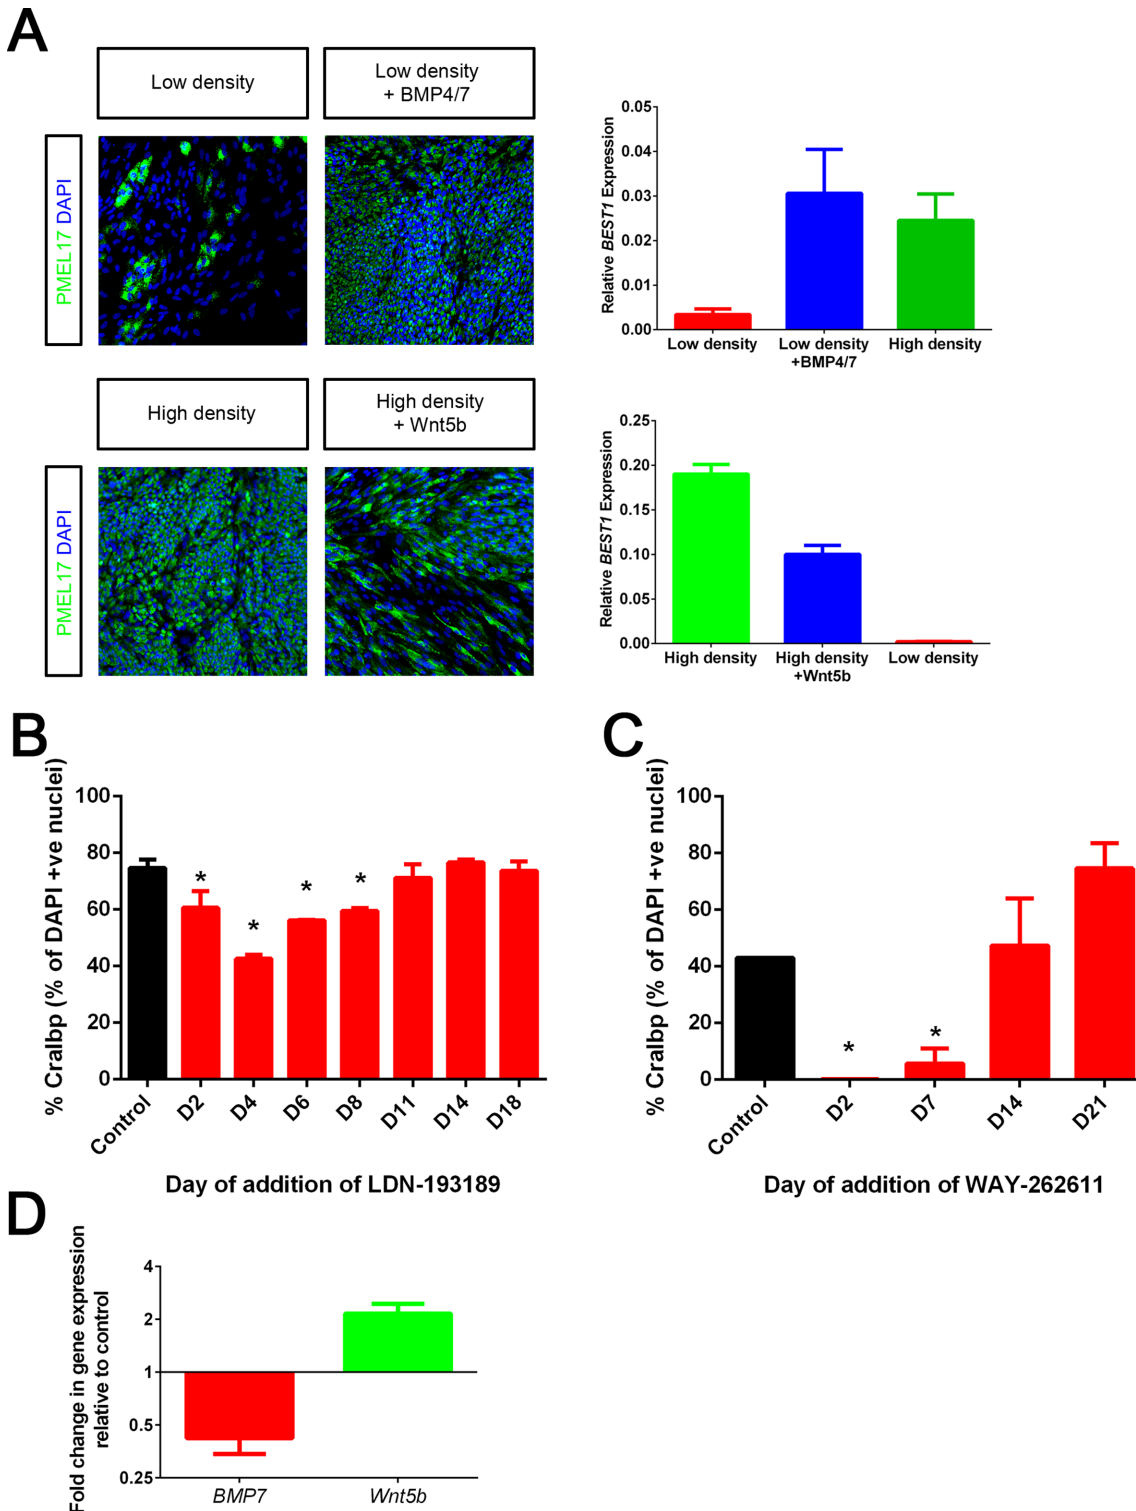 A
Low density
Low density
+ BMP4/7
PMEL17 DAPI
Relative BEST1 Expression
0.05
0.04
0.03
0.02
0.01
0.00
Low density
Low density
+BMP4/7
High density
High density
High density
+ Wnt5b
PMEL17 DAPI
Relative BEST1 Expression
0.25
0.20
0.15
0.10
0.05
0.00
High density
High density
+Wnt5b
Low density
B
% Cralbp (% of DAPI +ve nuclei)
100
80
60
40
20
0
* * * *
Control D2 D4 D6 D8 D11 D14 D18
Day of addition of LDN-193189
C
% Cralbp (% of DAPI +ve nuclei)
100
80
60
40
20
0
* *
Control D2 D7 D14 D21
Day of addition of WAY-262611
D
Fold change in gene expression
relative to control
4
2
1
0.5
0.25
BMP7 Wnt5b